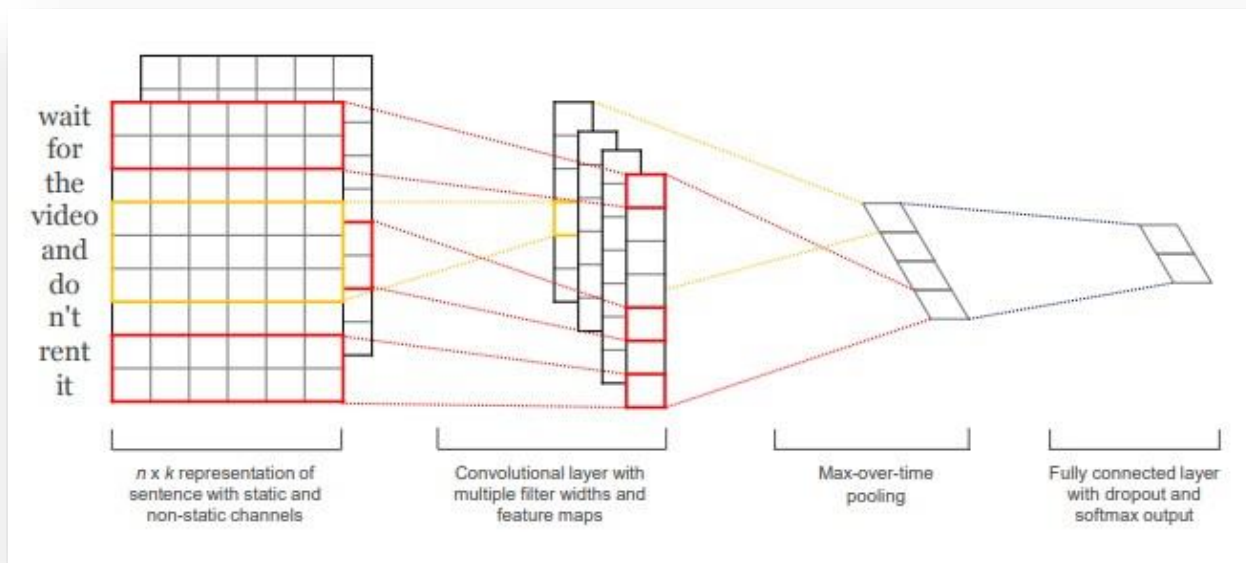 wait
for
the
video
and
do
n't
rent
it
n x k representation of
sentence with static and
non-static channels
Convolutional layer with
multiple filter widths and
feature maps
Max-over-time
pooling
Fully connected layer
with dropout and
softmax output